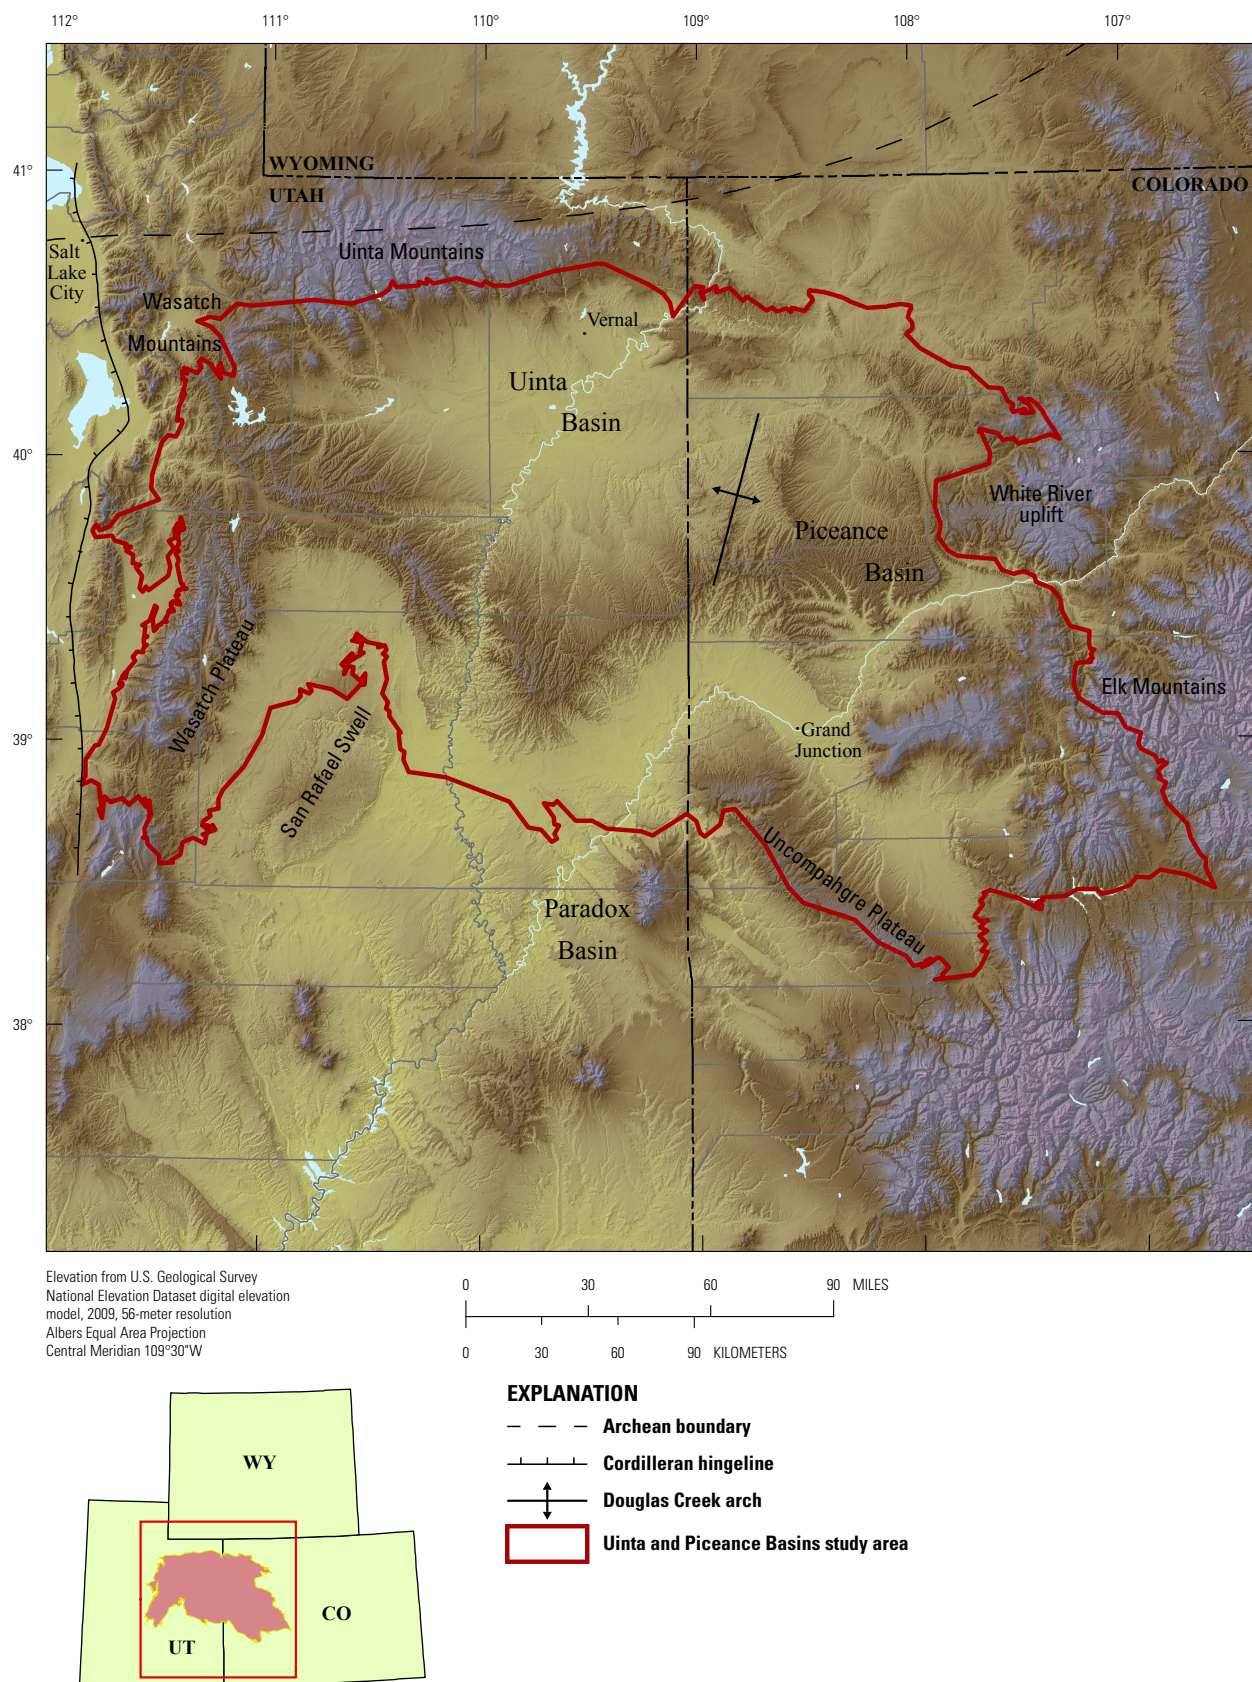 112° 111° 110° 109° 108° 107°
41°
40°
39°
38°
WYOMING
UTAH
COLORADO
Salt
Lake
City
Uinta Mountains
Wasatch
Mountains
Vernal
Uinta
Basin
White River
uplift
Piceance
Basin
Wasatch Plateau
Elk Mountains
San Rafael Swell
Grand
Junction
Uncompahgre Plateau
Paradox
Basin
Elevation from U.S. Geological Survey
National Elevation Dataset digital elevation
model, 2009, 56-meter resolution
Albers Equal Area Projection
Central Meridian 109°30"W
0 30 60 90 MILES
0 30 60 90 KILOMETERS
EXPLANATION
Archean boundary
Cordilleran hingeline
Douglas Creek arch
Uinta and Piceance Basins study area
WY
UT
CO